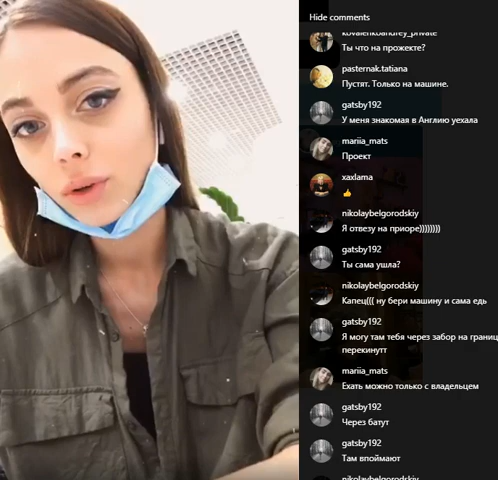 Hide comments
kovalenkoandrey_private
Ты что на прожекте?
pasternak.tatiana
Пустят. Только на машине.
gatsby192
У меня знакомая в Англию уехала
mariia_mats
Проект
xaxlama
👍
nikolaybelgorodskiy
Я отвезу на приоре))))))))
gatsby192
Ты сама ушла?
nikolaybelgorodskiy
Капец((( ну бери машину и сама едь
gatsby192
Я могу там тебя через забор на границ
перекинутт
mariia_mats
Ехать можно только с владельцем
gatsby192
Через батут
gatsby192
Там впоймают
nikolaybelgorodskiy